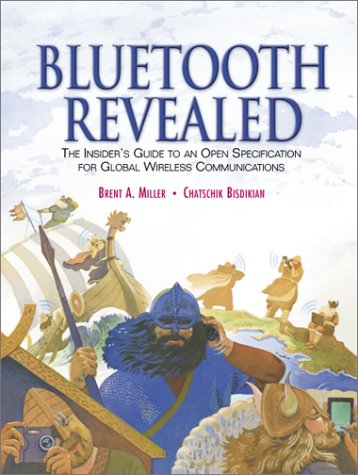 BLUETOOTH
REVEALED
THE INSIDER'S GUIDE TO AN OPEN SPECIFICATION
FOR GLOBAL WIRELESS COMMUNICATIONS
BRENT A. MILLER • CHATSCHIK BISDIKIAN